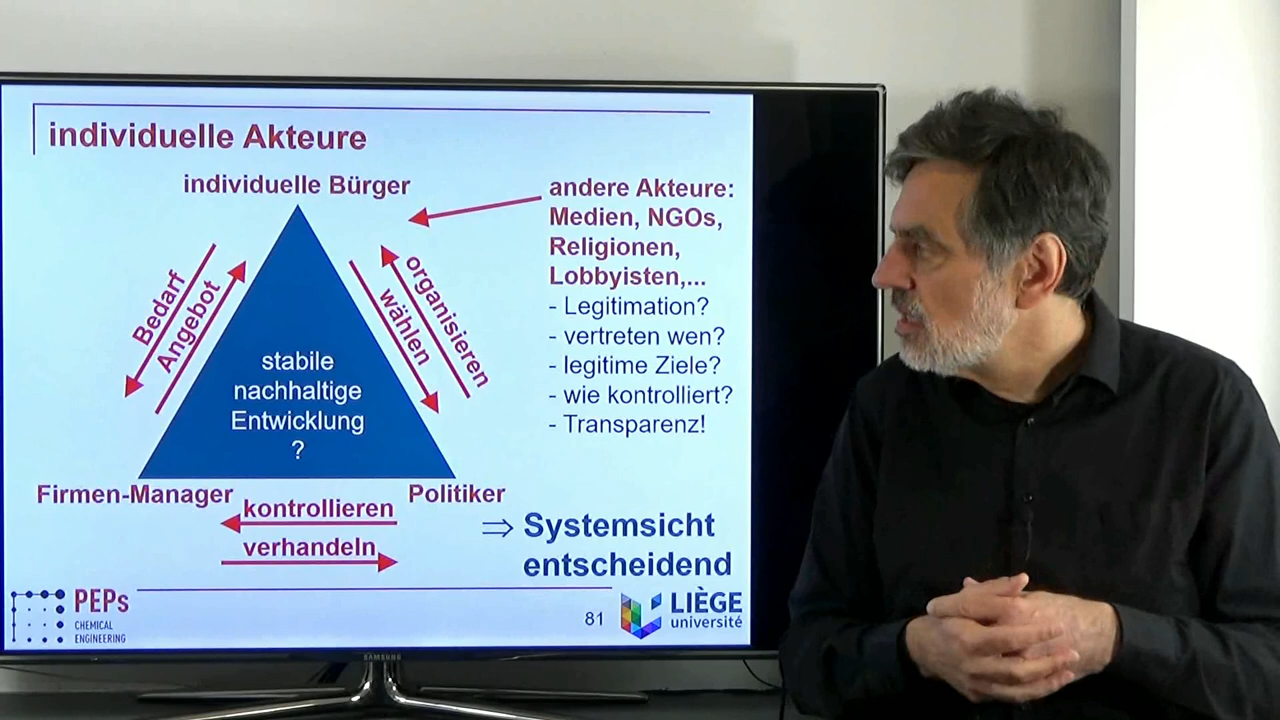 individuelle Akteure
individuelle Bürger
Bedarf
Angebot
organisieren
wählen
stabile
nachhaltige
Entwicklung
?
Firmen-Manager
Politiker
kontrollieren
verhandeln
andere Akteure:
Medien, NGOs,
Religionen,
Lobbyisten,...
- Legitimation?
- vertreten wen?
- legitime Ziele?
- wie kontrolliert?
- Transparenz!
⇒ Systemsicht
entscheidend
PEPs
CHEMICAL
ENGINEERING
81
LIÈGE
université
SAMSUNG